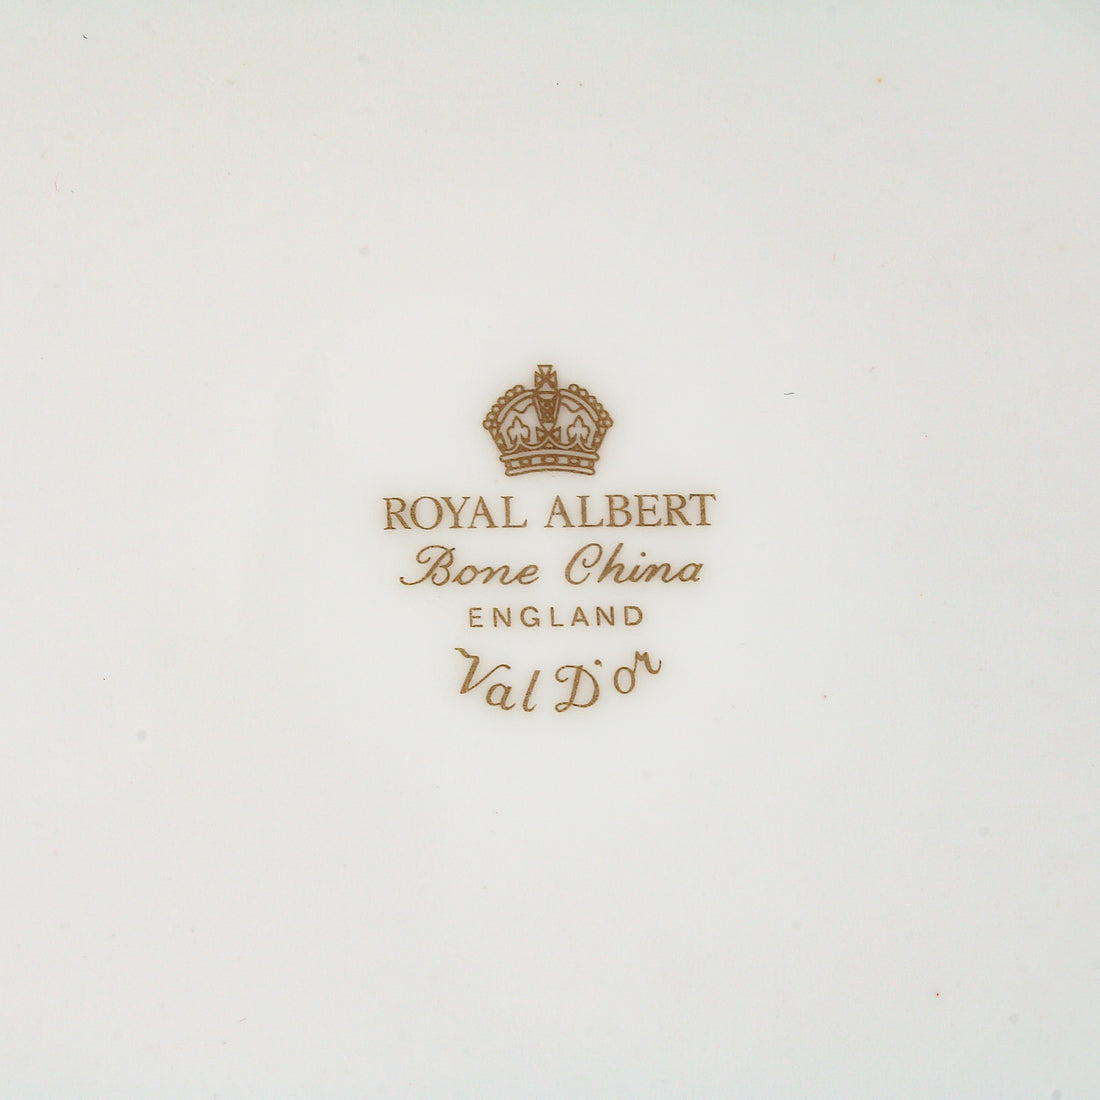 ROYAL ALBERT
Bone China
ENGLAND
Val D'or